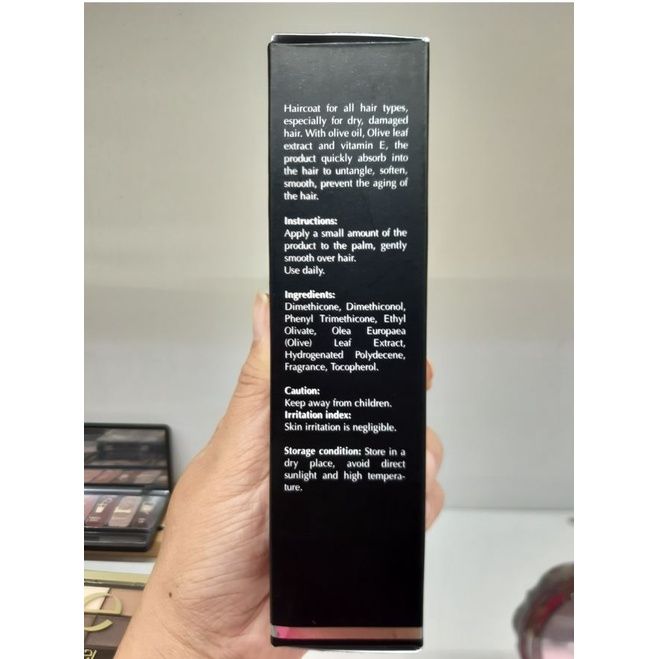 Haircoat for all hair types,
especially for dry, damaged
hair. With olive oil, Olive leaf
extract and vitamin E, the
product quickly absorb into
the hair to untangle, soften,
smooth, prevent the aging of
the hair.
Instructions:
Apply a small amount of the
product to the palm, gently
smooth over hair.
Use daily.
Ingredients:
Dimethicone, Dimethiconol,
Phenyl Trimethicone, Ethyl
Olivate, Olea Europaea
(Olive) Leaf Extract,
Hydrogenated Polydecene,
Fragrance, Tocopherol.
Caution:
Keep away from children.
Irritation index:
Skin irritation is negligible.
Storage condition: Store in a
dry place, avoid direct
sunlight and high tempera-
ture.